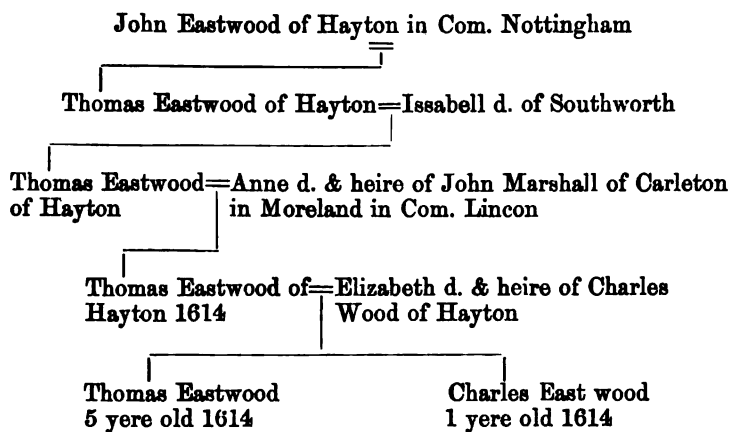 John Eastwood of Hayton in Com. Nottingham
Thomas Eastwood of Hayton=Issabell d. of Southworth
Thomas Eastwood=Anne d. & heire of John Marshall of Carleton
of Hayton in Moreland in Com. Lincon
Thomas Eastwood of=Elizabeth d. & heire of Charles
Hayton 1614 Wood of Hayton
Thomas Eastwood Charles East wood
5 yere old 1614 1 yere old 1614